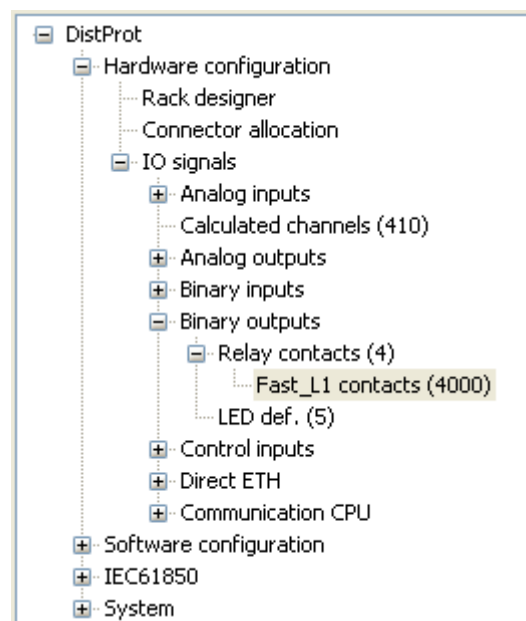 DistProt
Hardware configuration
Rack designer
Connector allocation
IO signals
Analog inputs
Calculated channels (410)
Analog outputs
Binary inputs
Binary outputs
Relay contacts (4)
Fast_L1 contacts (4000)
LED def. (5)
Control inputs
Direct ETH
Communication CPU
Software configuration
IEC61850
System